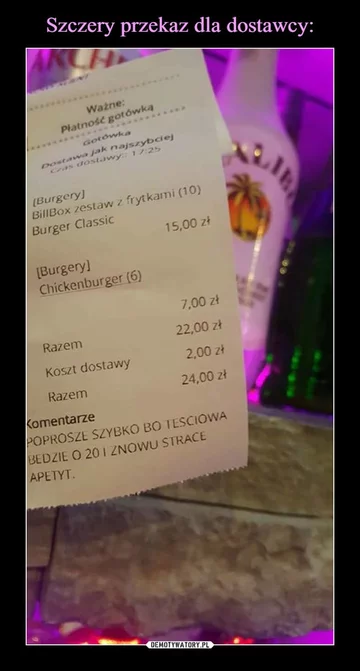 Szczery przekaz dla dostawcy:
Ważne:
Płatność gotówką
Gotówka
Dostawa jak najszybciej
Czas dostawy: 17:25
[Burgery]
BillBox zestaw z frytkami (10)
Burger Classic
15,00 zł
[Burgery]
Chickenburger (6)
7,00 zł
Razem 22,00 zł
Koszt dostawy 2,00 zł
Razem 24,00 zł
Komentarze
POPROSZE SZYBKO BO TESCIOWA
BEDZIE O 20 I ZNOWU STRACE
APETYT.
ALIB
DEMOTYWATORY.PL